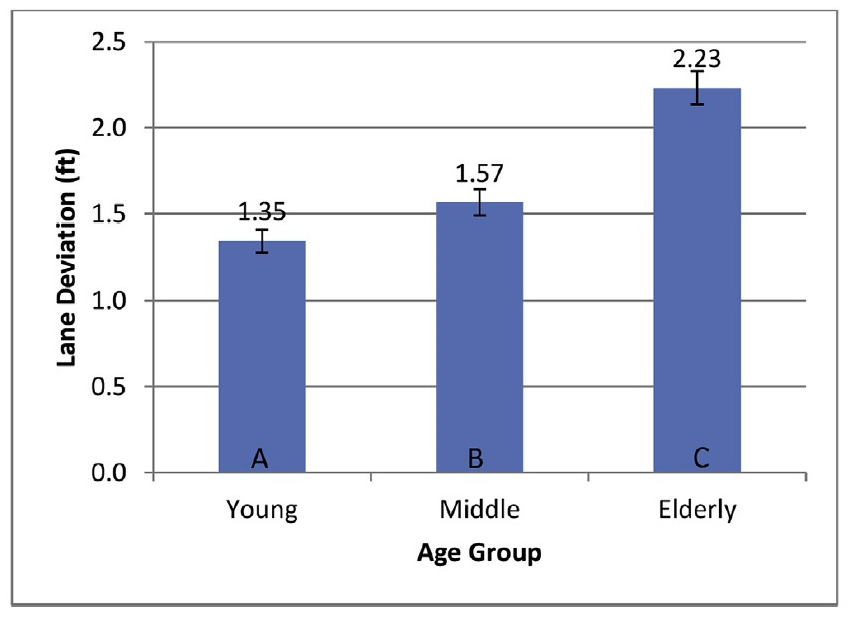 2.5
2.23
2.0
1.57
1.5
1.35
1.0
0.5
0.0
A
B
C
Young
Middle
Elderly
Age Group
Lane Deviation (ft)